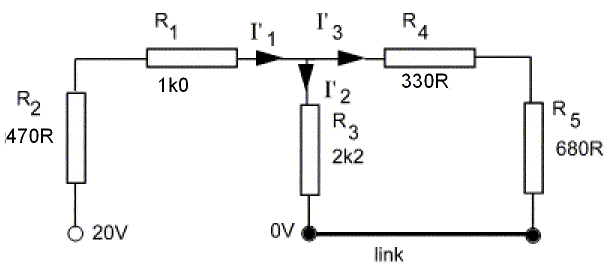 R1
I'1
I'3
R4
1k0
330R
R2
470R
I'2
R3
2k2
R5
680R
20V
0V
link